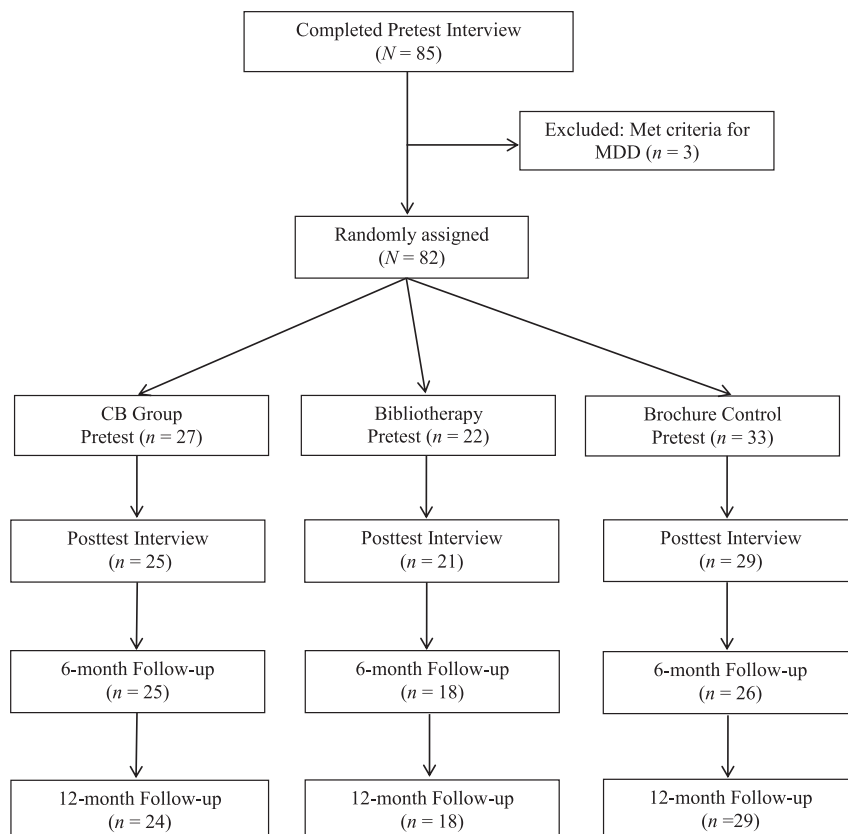 Completed Pretest Interview
(N = 85)
Excluded: Met criteria for
MDD (n = 3)
Randomly assigned
(N = 82)
CB Group
Pretest (n = 27)
Bibliotherapy
Pretest (n = 22)
Brochure Control
Pretest (n = 33)
Posttest Interview
(n = 25)
Posttest Interview
(n = 21)
Posttest Interview
(n = 29)
6-month Follow-up
(n = 25)
6-month Follow-up
(n = 18)
6-month Follow-up
(n = 26)
12-month Follow-up
(n = 24)
12-month Follow-up
(n = 18)
12-month Follow-up
(n =29)